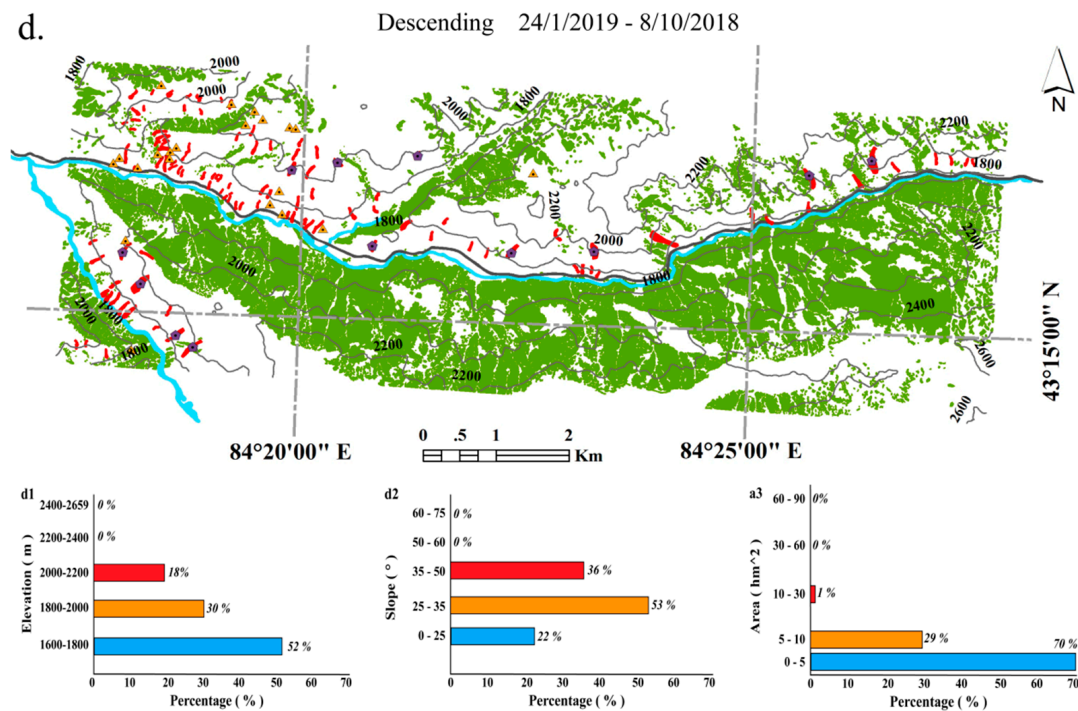 d.
Descending 24/1/2019 - 8/10/2018
N
1800
2000
2000
2000
1800
2200
2200
1800
2200
1800
2000
1800
2000
2200
2400
2600
2600
2200
2200
2000
1800
1800
43°15'00" N
84°20'00" E
84°25'00" E
0 .5 1 2
Km
d1
Elevation ( m )
2400-2659 0 %
2200-2400 0 %
2000-2200 18%
1800-2000 30 %
1600-1800 52 %
0 10 20 30 40 50 60 70
Percentage ( % )
d2
Slope ( ° )
60 - 75 0 %
50 - 60 0 %
35 - 50 36 %
25 - 35 53 %
0 - 25 22 %
0 10 20 30 40 50 60 70
Percentage ( % )
a3
Area ( hm^2 )
60 - 90 0%
30 - 60 0 %
10 - 30 1 %
5 - 10 29 %
0 - 5 70 %
0 10 20 30 40 50 60 70
Percentage ( % )